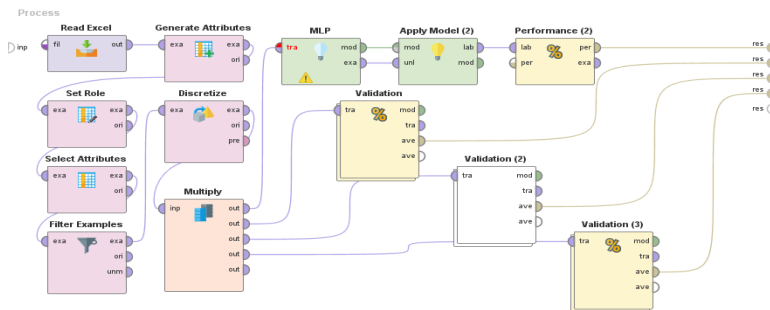 Process
Read Excel
Generate Attributes
MLP
Apply Model (2)
Performance (2)
inp
fil
out
exa
exa
ori
tra
mod
exa
mod
unl
lab
mod
lab
per
per
exa
res
res
res
res
res
Set Role
Discretize
Validation
exa
exa
ori
exa
exa
ori
pre
tra
mod
tra
ave
ave
Select Attributes
Multiply
Validation (2)
exa
exa
ori
inp
out
out
out
out
out
tra
mod
tra
ave
ave
Filter Examples
Validation (3)
exa
exa
ori
unm
tra
mod
tra
ave
ave